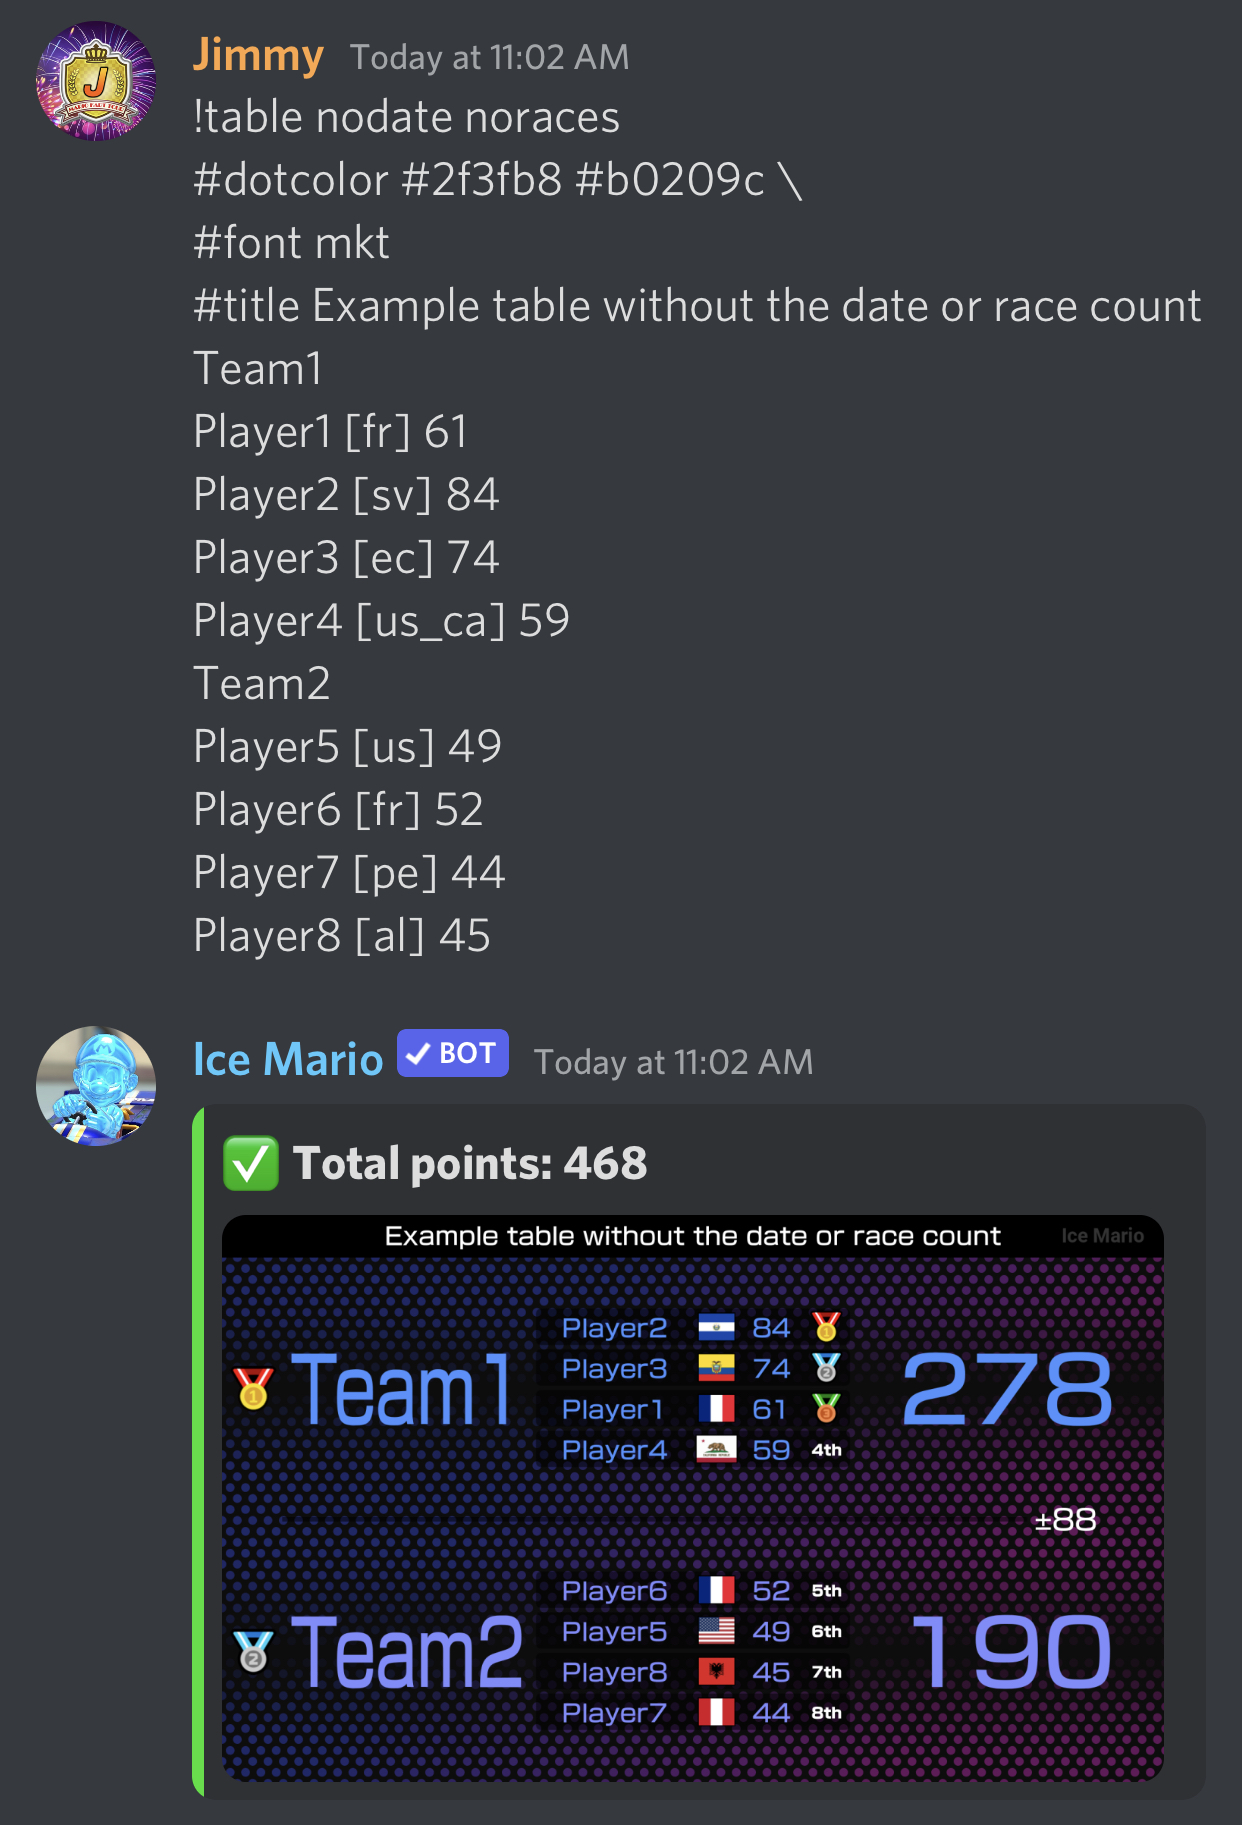 Jimmy Today at 11:02 AM
!table nodate noraces
#dotcolor #2f3fb8 #b0209c \
#font mkt
#title Example table without the date or race count
Team1
Player1 [fr] 61
Player2 [sv] 84
Player3 [ec] 74
Player4 [us_ca] 59
Team2
Player5 [us] 49
Player6 [fr] 52
Player7 [pe] 44
Player8 [al] 45
Ice Mario BOT Today at 11:02 AM
Total points: 468
Example table without the date or race count Ice Mario
Team1
Player2 84
Player3 74
Player1 61
Player4 59 4th
278
±88
Team2
Player6 52 5th
Player5 49 6th
Player8 45 7th
Player7 44 8th
190